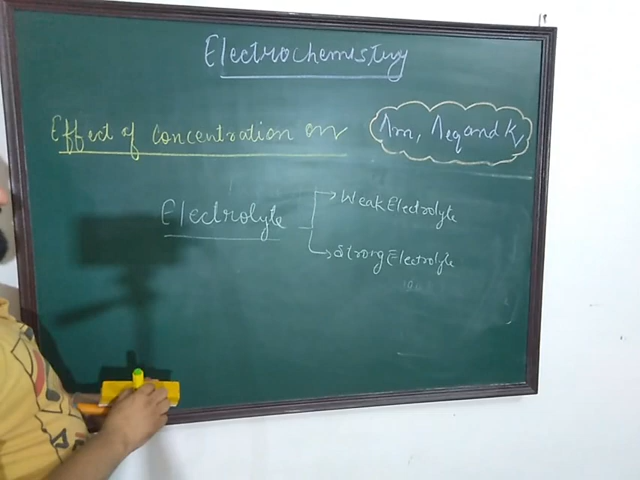 Electrochemistry
Effect of concentration on Λm, Λeq and K
Electrolyte
Weak Electrolyte
Strong Electrolyte